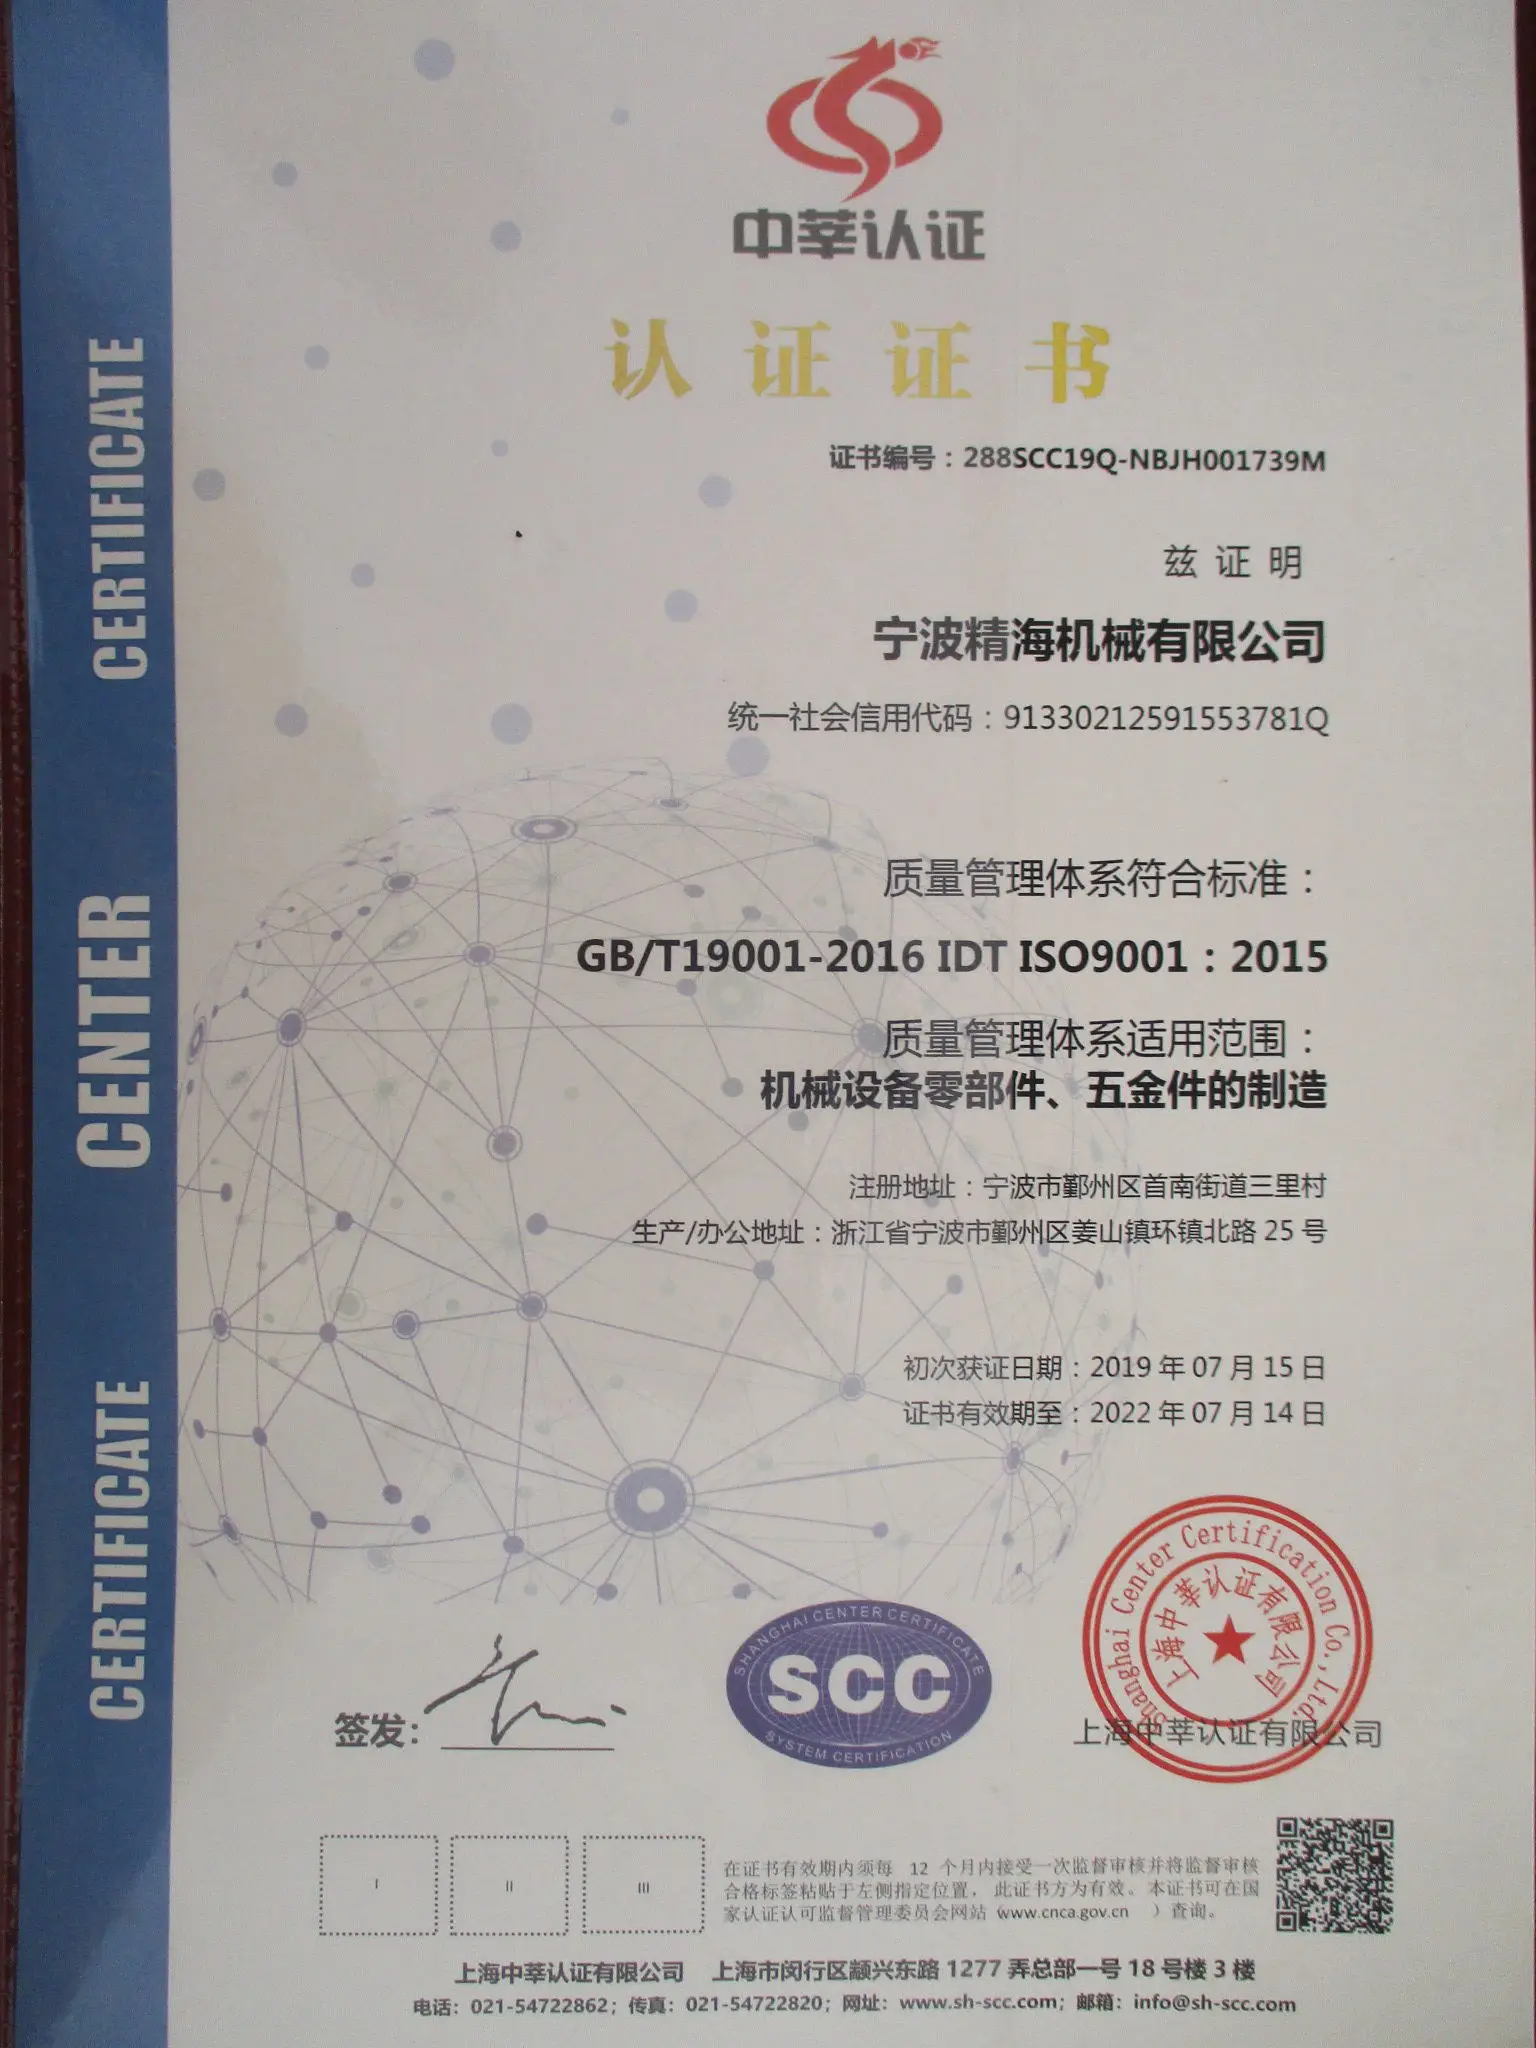 中莘认证
认证证书
证书编号：288SCC19Q-NBJH001739M
兹证明
宁波精海机械有限公司
统一社会信用代码：91330212591553781Q
质量管理体系符合标准：
GB/T19001-2016 IDT ISO9001：2015
质量管理体系适用范围：
机械设备零部件、五金件的制造
注册地址：宁波市鄞州区首南街道三里村
生产/办公地址：浙江省宁波市鄞州区姜山镇环镇北路 25 号
初次获证日期：2019 年 07 月 15 日
证书有效期至：2022 年 07 月 14 日
CERTIFICATE
CENTER
CERTIFICATE
签发：
SHANGHAI CENTER CERTIFICATE
SCC
SYSTEM CERTIFICATION
Shanghai Center Certification Co.,Ltd.
上海中莘认证有限公司
上海中莘认证有限公司
I
II
III
在证书有效期内须每 12 个月内接受一次监督审核并将监督审核
合格标签粘贴于左侧指定位置，此证书方为有效。本证书可在国
家认证认可监督管理委员会网站（www.cnca.gov.cn ）查询。
上海中莘认证有限公司 上海市闵行区颛兴东路 1277 弄总部一号 18 号楼 3 楼
电话：021-54722862；传真：021-54722820；网址：www.sh-scc.com；邮箱：info@sh-scc.com